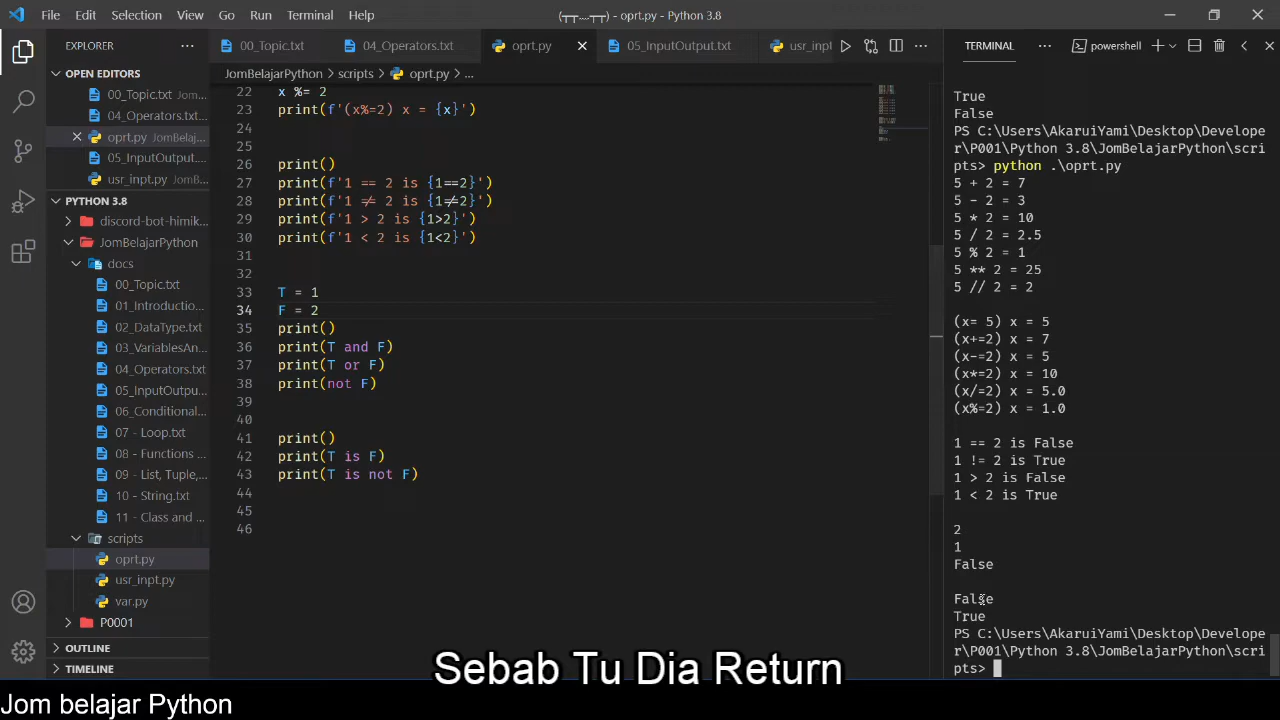 File Edit Selection View Go Run Terminal Help
(┬┬﹏┬┬) - oprt.py - Python 3.8
EXPLORER
OPEN EDITORS
00_Topic.txt Jom...
04_Operators.txt...
oprt.py JomBelaj...
05_InputOutput....
usr_inpt.py JomB...
PYTHON 3.8
discord-bot-himik...
JomBelajarPython
docs
00_Topic.txt
01_Introductio...
02_DataType.txt
03_VariablesAn...
04_Operators.txt
05_InputOutpu...
06_Conditional...
07 - Loop.txt
08 - Functions ...
09 - List, Tuple,...
10 - String.txt
11 - Class and ...
scripts
oprt.py
usr_inpt.py
var.py
P0001
OUTLINE
TIMELINE
00_Topic.txt 04_Operators.txt oprt.py 05_InputOutput.txt usr_inpt
JomBelajarPython > scripts > oprt.py > ...
22 x %= 2
23 print(f'(x%=2) x = {x}')
24
25
26 print()
27 print(f'1 == 2 is {1==2}')
28 print(f'1 != 2 is {1!=2}')
29 print(f'1 > 2 is {1>2}')
30 print(f'1 < 2 is {1<2}')
31
32
33 T = 1
34 F = 2
35 print()
36 print(T and F)
37 print(T or F)
38 print(not F)
39
40
41 print()
42 print(T is F)
43 print(T is not F)
44
45
46
TERMINAL
powershell
True
False
PS C:\Users\AkaruiYami\Desktop\Develope
r\P001\Python 3.8\JomBelajarPython\scri
pts> python .\oprt.py
5 + 2 = 7
5 - 2 = 3
5 * 2 = 10
5 / 2 = 2.5
5 % 2 = 1
5 ** 2 = 25
5 // 2 = 2
(x= 5) x = 5
(x+=2) x = 7
(x-=2) x = 5
(x*=2) x = 10
(x/=2) x = 5.0
(x%=2) x = 1.0
1 == 2 is False
1 != 2 is True
1 > 2 is False
1 < 2 is True
2
1
False
False
True
PS C:\Users\AkaruiYami\Desktop\Develope
r\P001\Python 3.8\JomBelajarPython\scri
pts>
Sebab Tu Dia Return
Jom belajar Python